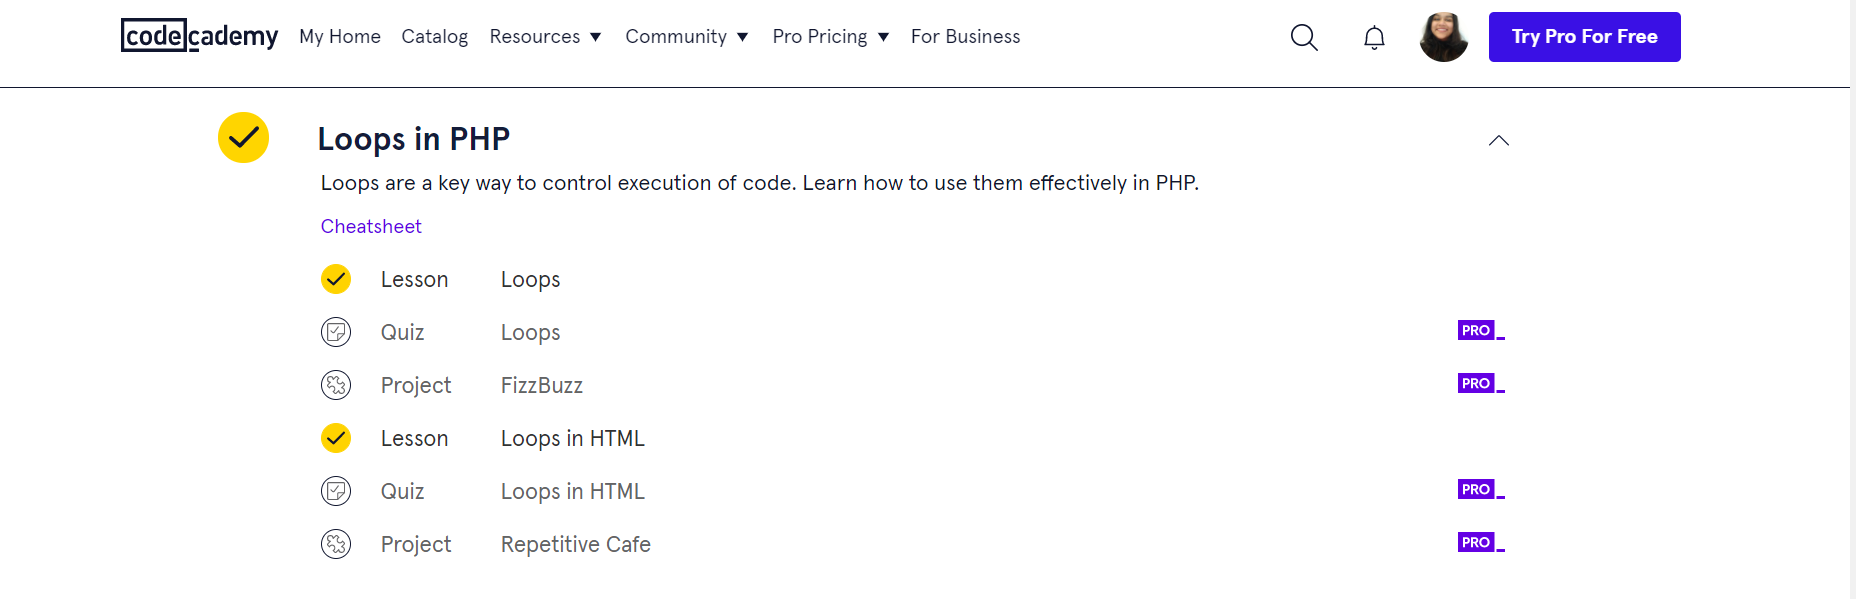 codecademy My Home Catalog Resources Community Pro Pricing For Business Try Pro For Free
Loops in PHP
Loops are a key way to control execution of code. Learn how to use them effectively in PHP.
Cheatsheet
Lesson Loops
Quiz Loops PRO
Project FizzBuzz PRO
Lesson Loops in HTML
Quiz Loops in HTML PRO
Project Repetitive Cafe PRO